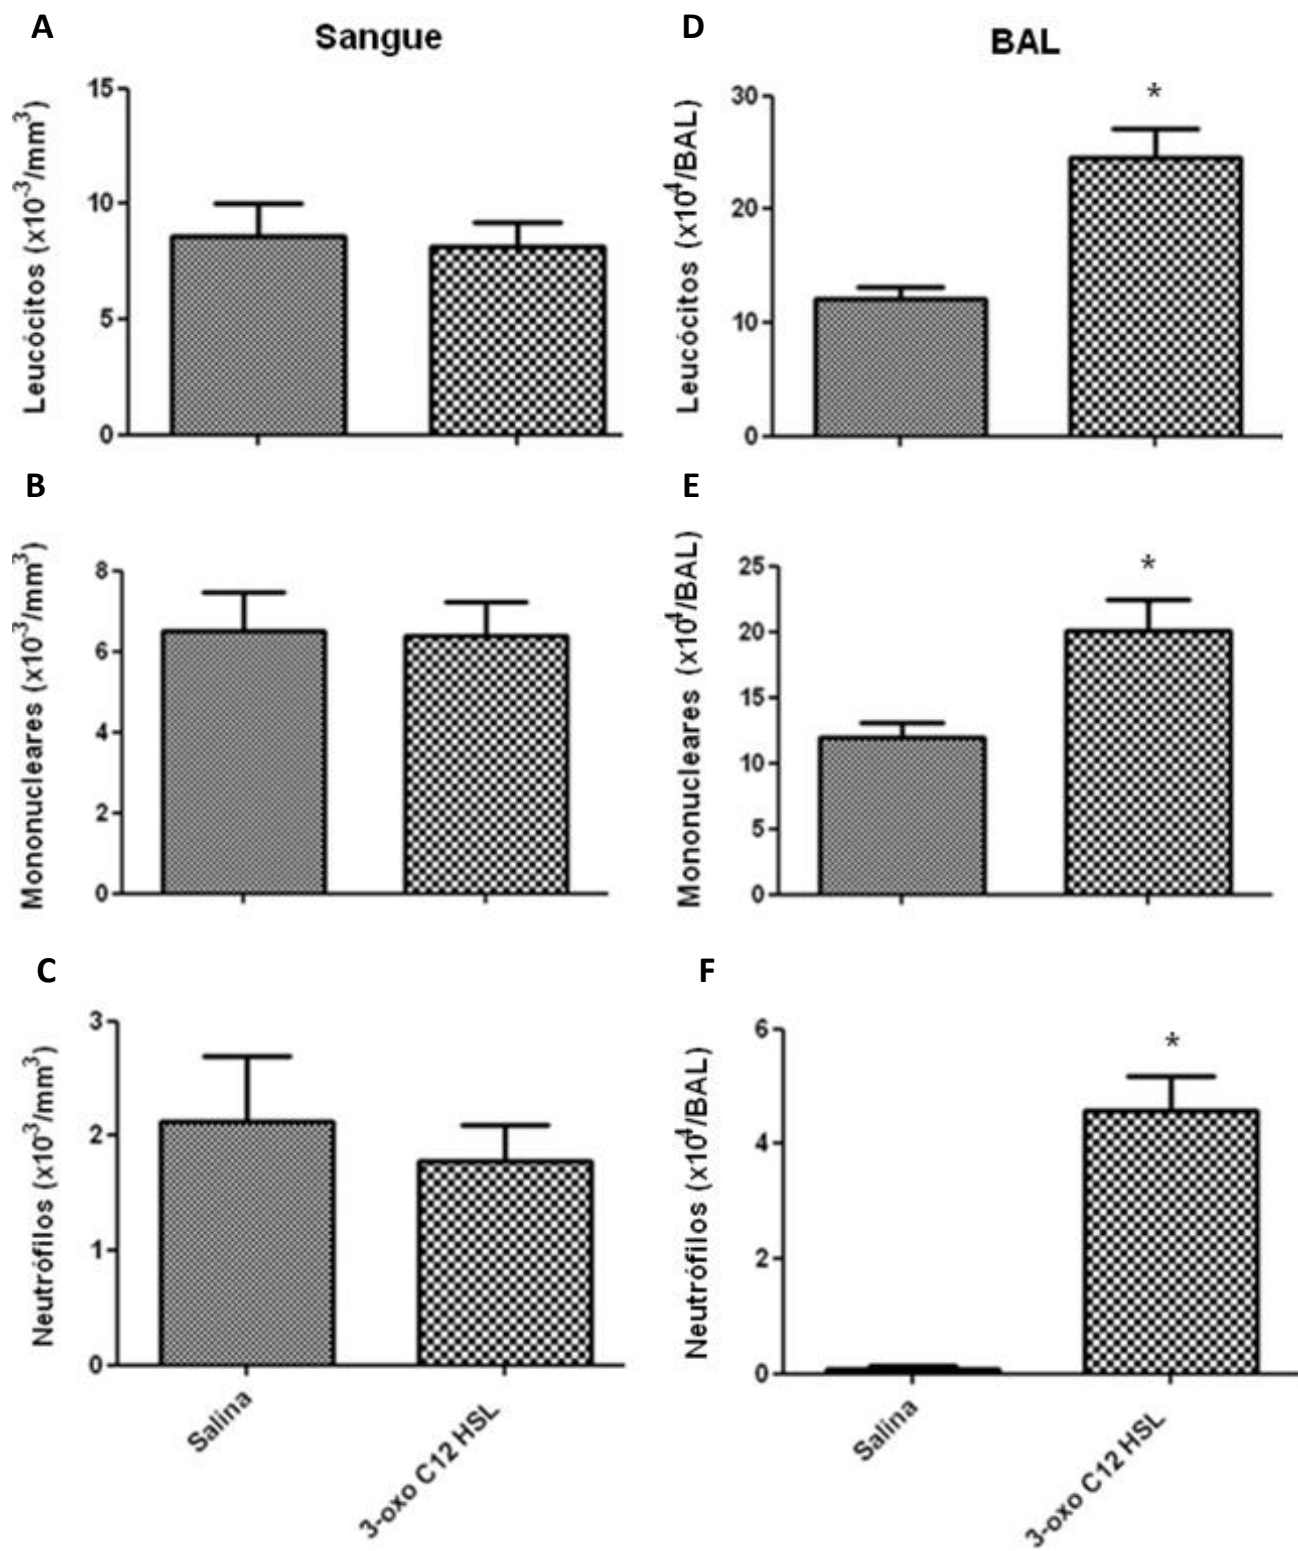 A
Sangue
Leucócitos (x10⁻³/mm³)
15
10
5
0
B
Mononucleares (x10⁻³/mm³)
8
6
4
2
0
C
Neutrófilos (x10⁻³/mm³)
3
2
1
0
Salina
3-oxo C12 HSL
D
BAL
Leucócitos (x10⁴/BAL)
30
20
10
0
*
E
Mononucleares (x10⁴/BAL)
25
20
15
10
5
0
*
F
Neutrófilos (x10⁴/BAL)
6
4
2
0
*
Salina
3-oxo C12 HSL